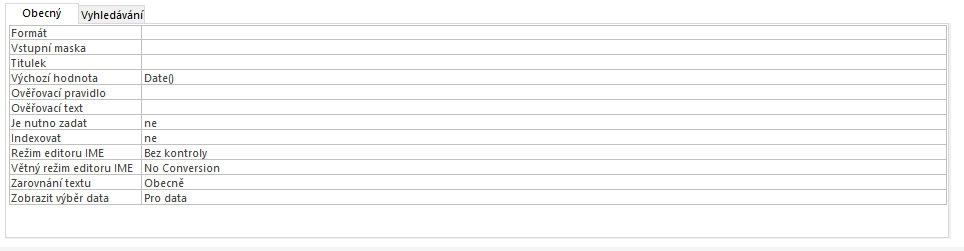 Obecný Vyhledávání
Formát
Vstupní maska
Titulek
Výchozí hodnota Date()
Ověřovací pravidlo
Ověřovací text
Je nutno zadat ne
Indexovat ne
Režim editoru IME Bez kontroly
Větný režim editoru IME No Conversion
Zarovnání textu Obecně
Zobrazit výběr data Pro data